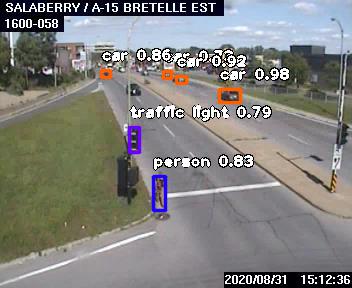 SALABERRY / A-15 BRETELLE EST
1600-058
car 0.86
car 0.92
car 0.98
traffic light 0.79
person 0.83
2020/08/31 15:12:36